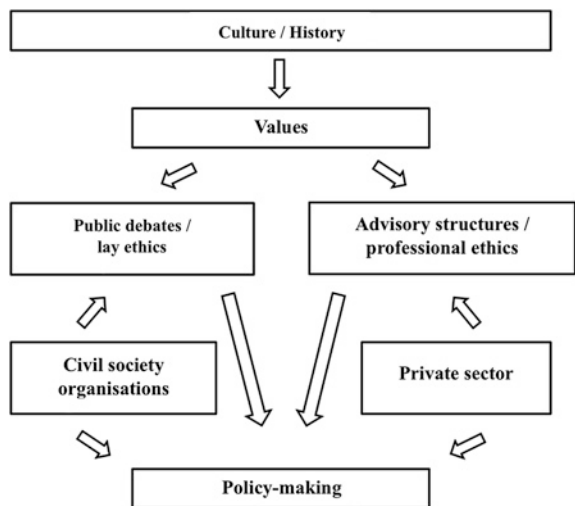 Culture / History
Values
Public debates /
lay ethics
Advisory structures /
professional ethics
Civil society
organisations
Private sector
Policy-making